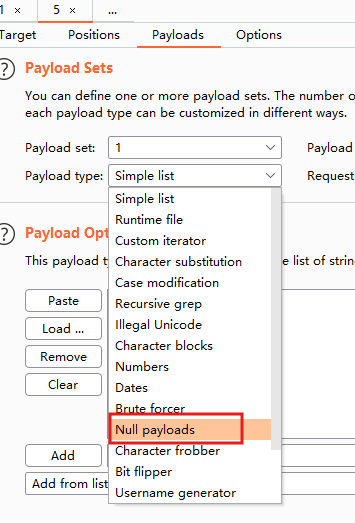 1 × 5 × ...
Target Positions Payloads Options
? Payload Sets
You can define one or more payload sets. The number o
each payload type can be customized in different ways.
Payload set: 1 Payload
Payload type: Simple list Request
Simple list
Runtime file
Custom iterator
Character substitution
? Payload Opt Case modification
This payload ty Recursive grep e list of strin
Paste Illegal Unicode
Load ... Character blocks
Remove Numbers
Clear Dates
Brute forcer
Null payloads
Add Character frobber
Bit flipper
Add from list Username generator